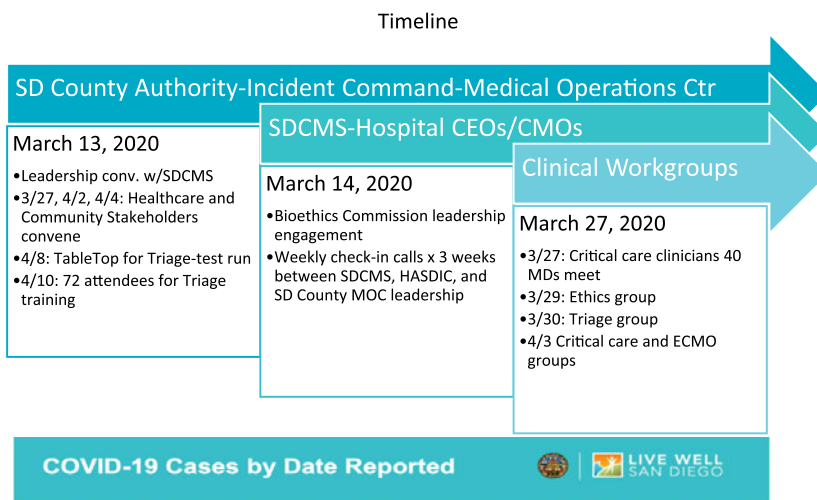 Timeline
SD County Authority-Incident Command-Medical Operations Ctr
SDCMS-Hospital CEOs/CMOs
Clinical Workgroups
March 13, 2020
•Leadership conv. w/SDCMS
•3/27, 4/2, 4/4: Healthcare and
Community Stakeholders
convene
•4/8: TableTop for Triage-test run
•4/10: 72 attendees for Triage
training
March 14, 2020
•Bioethics Commission leadership
engagement
•Weekly check-in calls x 3 weeks
between SDCMS, HASDIC, and
SD County MOC leadership
March 27, 2020
•3/27: Critical care clinicians 40
MDs meet
•3/29: Ethics group
•3/30: Triage group
•4/3 Critical care and ECMO
groups
COVID-19 Cases by Date Reported
LIVE WELL
SAN DIEGO